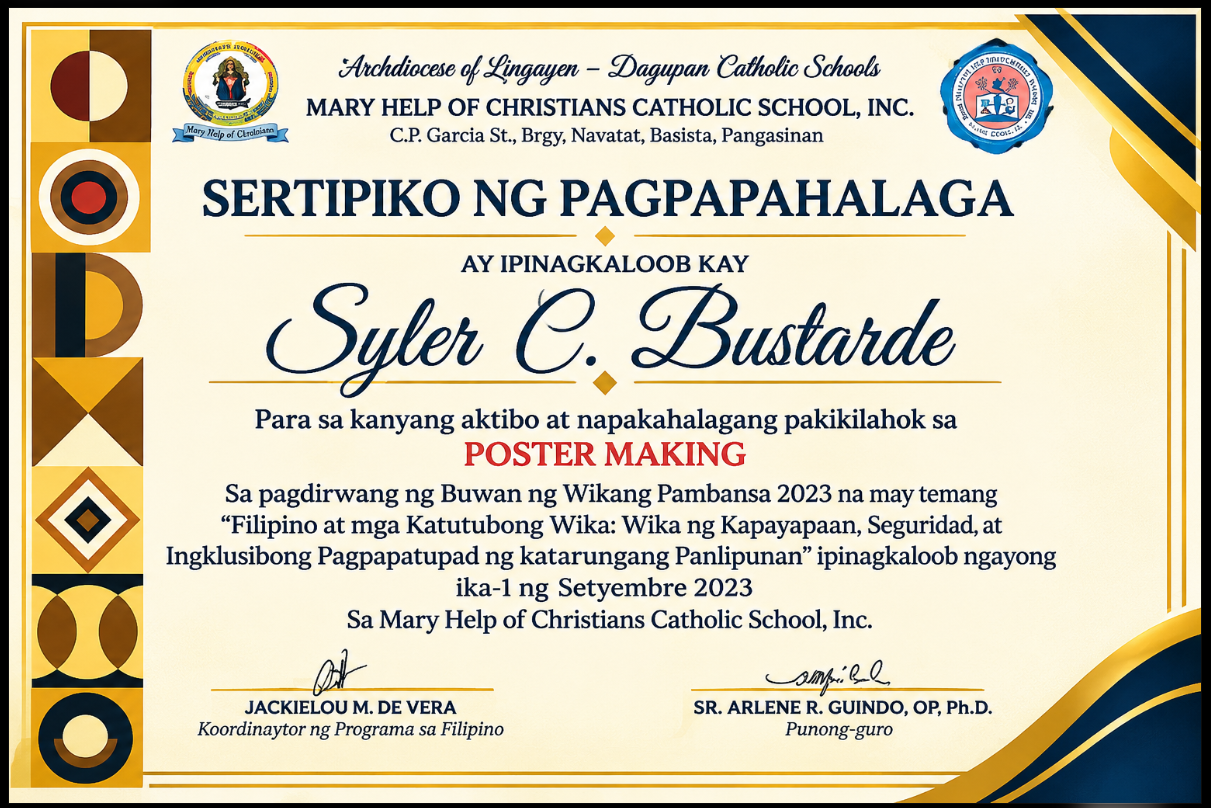 Archdiocese of Lingayen – Dagupan Catholic Schools
MARY HELP OF CHRISTIANS CATHOLIC SCHOOL, INC.
C.P. Garcia St., Brgy, Navatat, Basista, Pangasinan
Mary Help of
SERTIPIKO NG PAGPAPAHALAGA
AY IPINAGKALOOB KAY
Syler C. Bustarde
Para sa kanyang aktibo at napakahalagang pakikilahok sa
POSTER MAKING
Sa pagdirwang ng Buwan ng Wikang Pambansa 2023 na may temang
“Filipino at mga Katutubong Wika: Wika ng Kapayapaan, Seguridad, at
Ingklusibong Pagpapatupad ng katarungang Panlipunan” ipinagkaloob ngayong
ika-1 ng Setyembre 2023
Sa Mary Help of Christians Catholic School, Inc.
JACKIELOU M. DE VERA
Koordinaytor ng Programa sa Filipino
SR. ARLENE R. GUINDO, OP, Ph.D.
Punong-guro